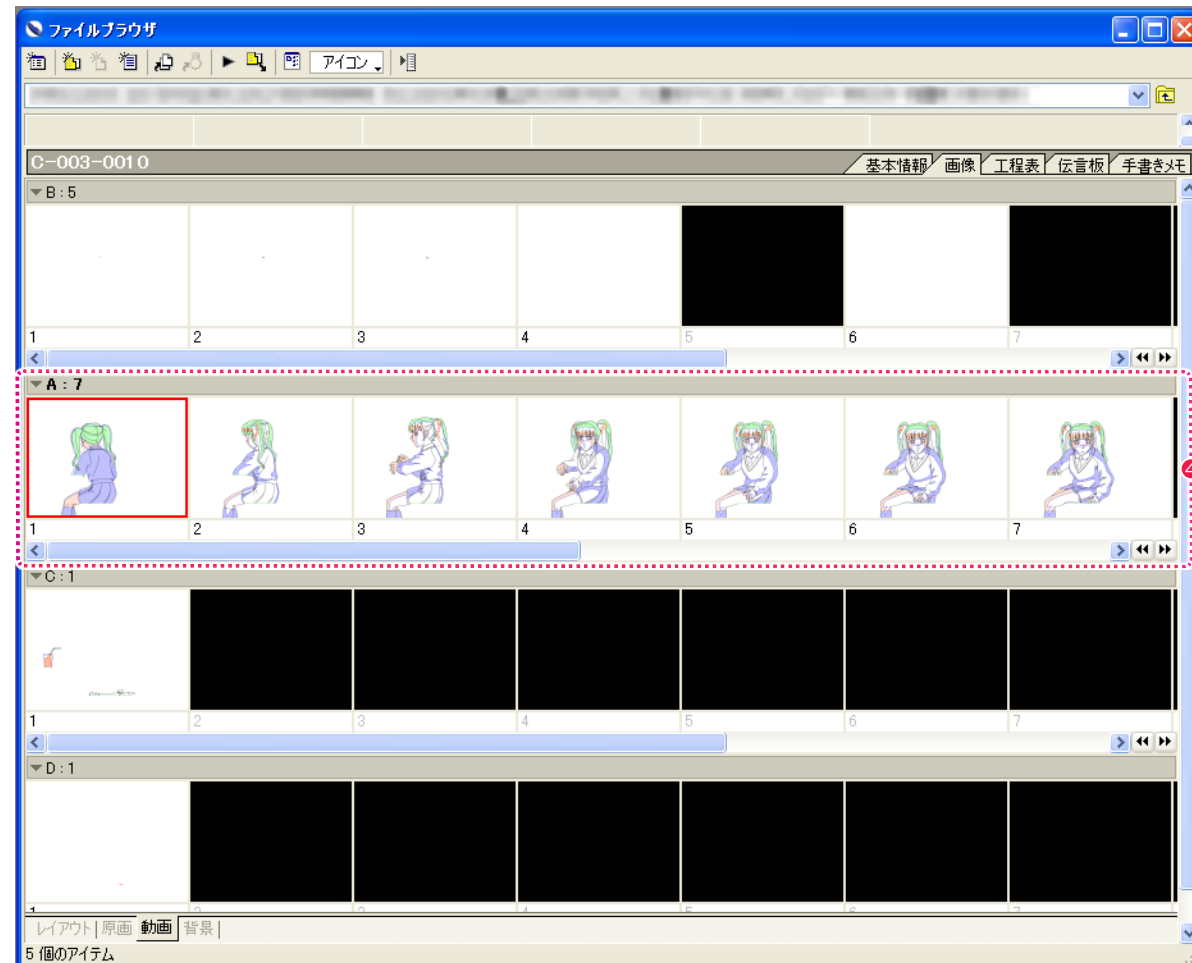 ファイルブラウザ
アイコン
C-003-0010
基本情報 画像 工程表 伝言板 手書きメモ
B : 5
1 2 3 4 5 6 7
A : 7
1 2 3 4 5 6 7
C : 1
1 2 3 4 5 6 7
D : 1
レイアウト 原画 動画 背景
5 個のアイテム